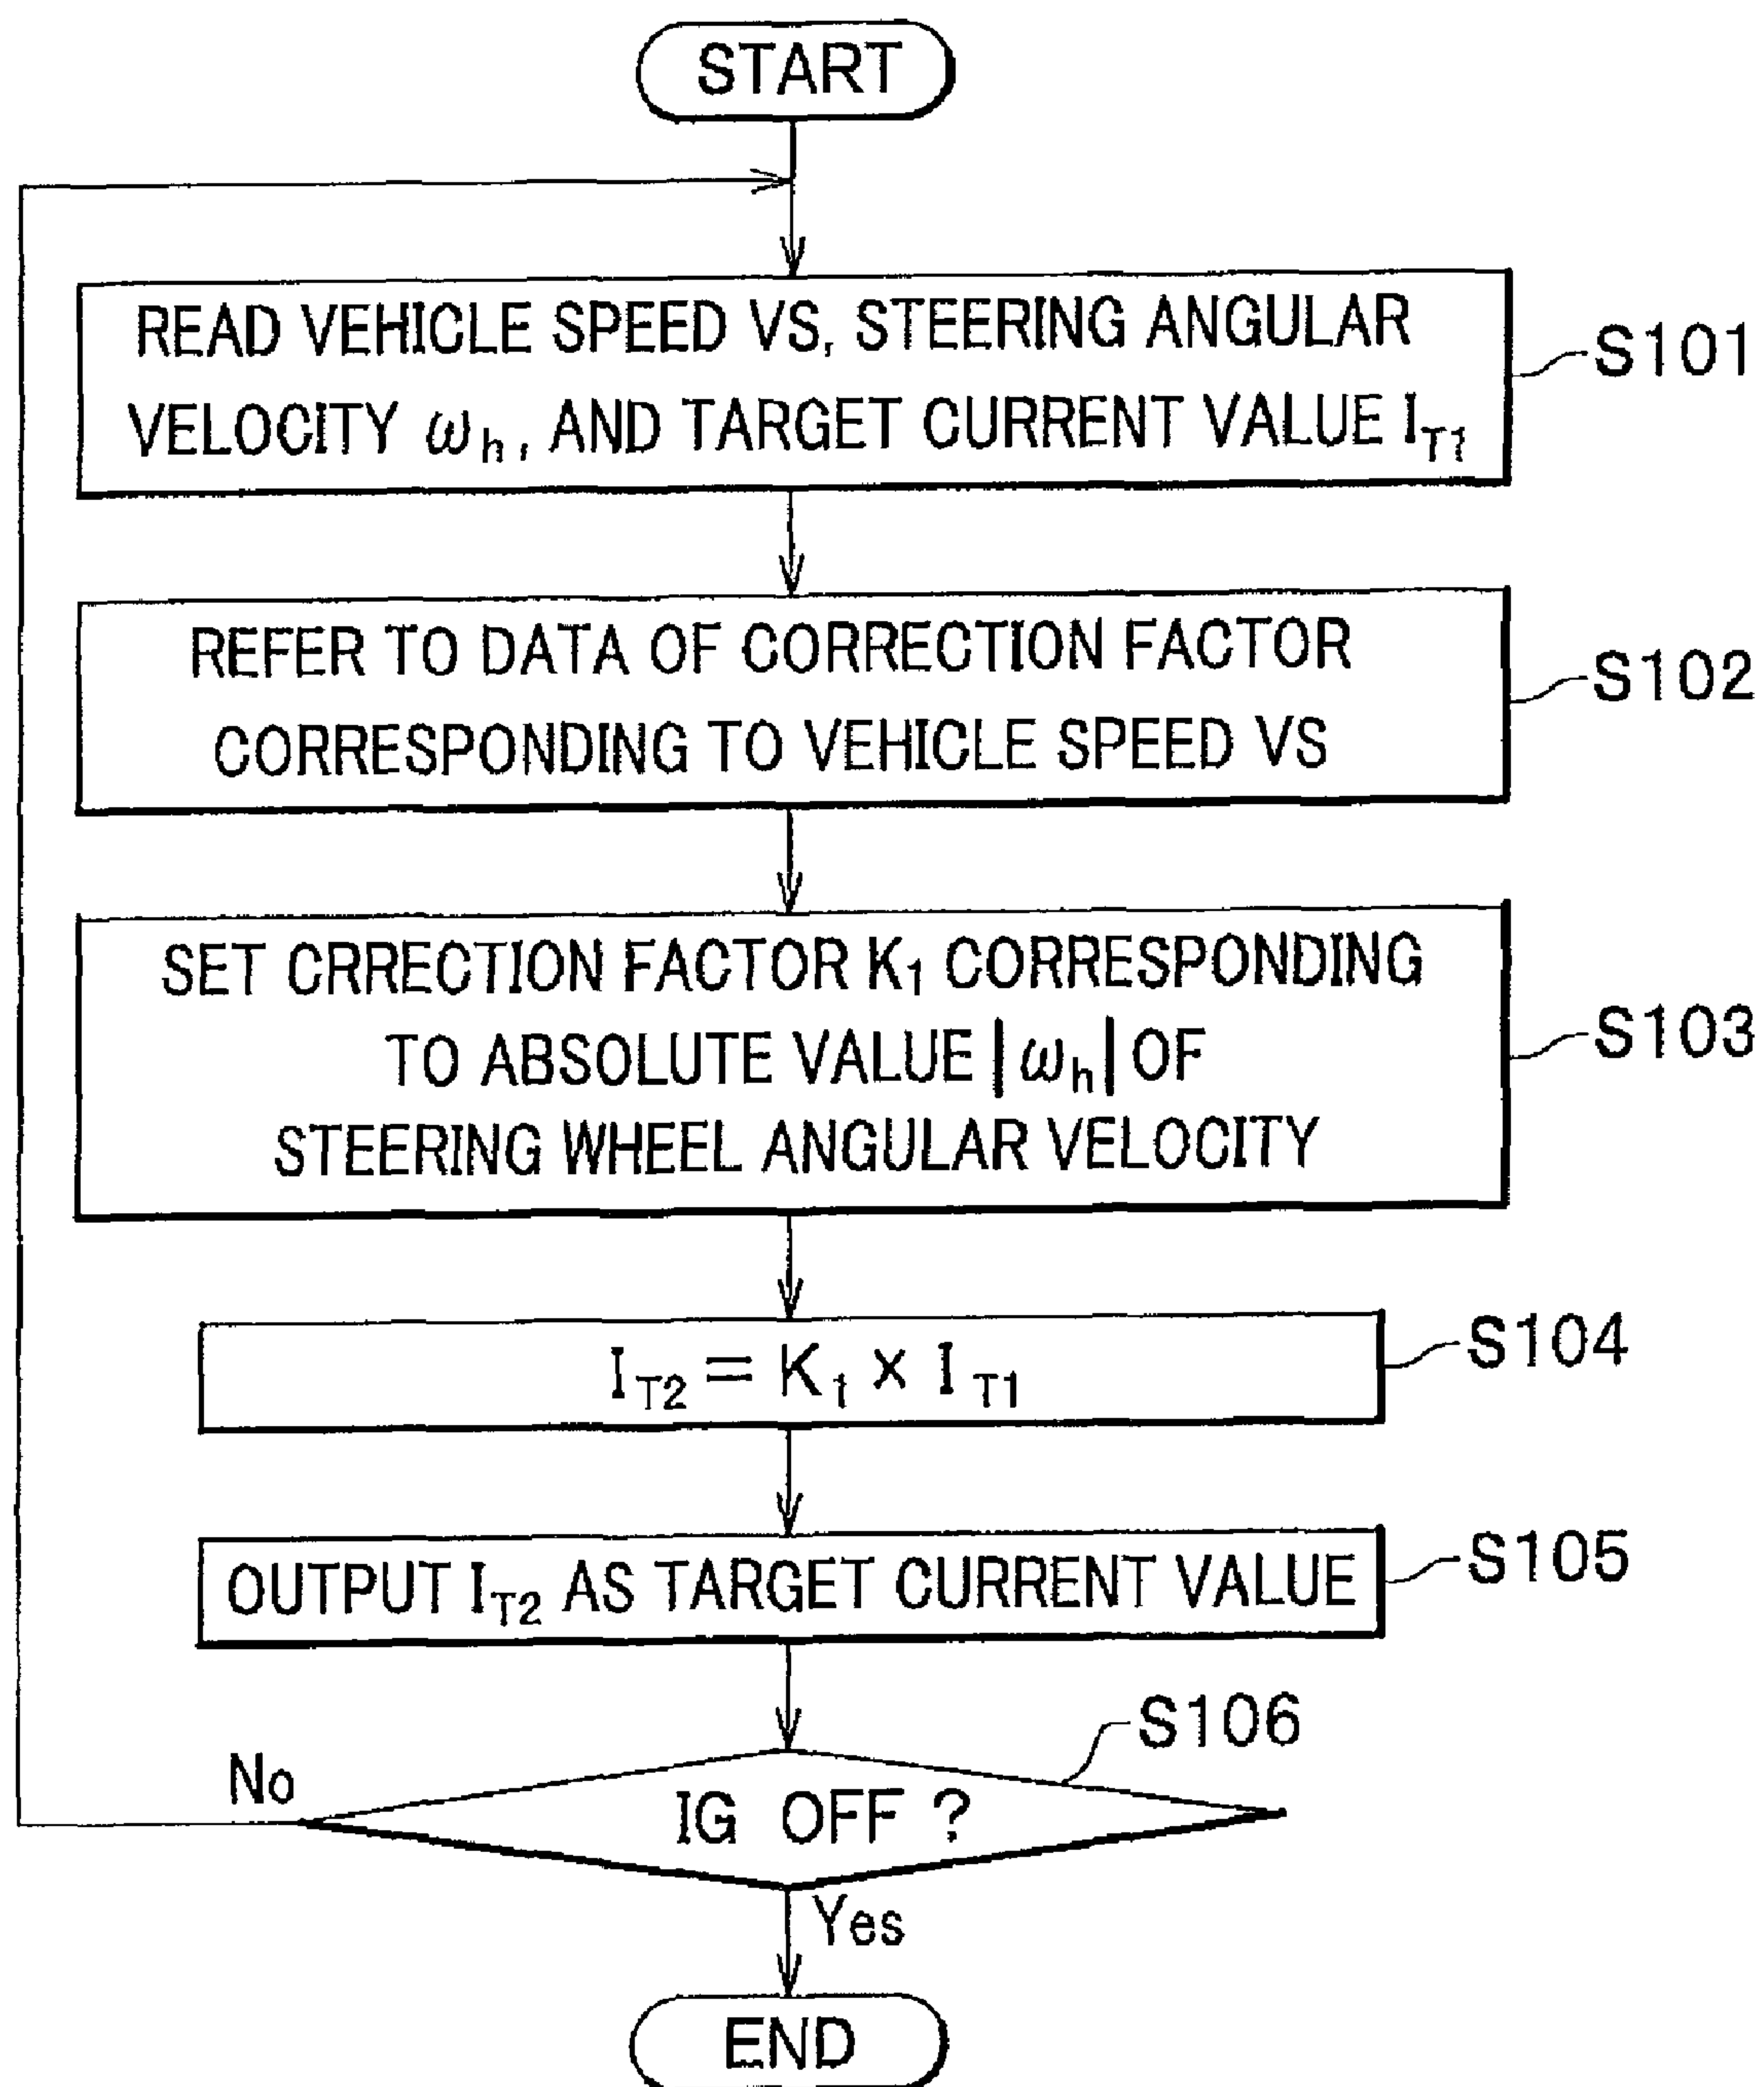 START
READ VEHICLE SPEED VS, STEERING ANGULAR
VELOCITY ωh, AND TARGET CURRENT VALUE IT1
S101
REFER TO DATA OF CORRECTION FACTOR
CORRESPONDING TO VEHICLE SPEED VS
S102
SET CRRECTION FACTOR K1 CORRESPONDING
TO ABSOLUTE VALUE |ωh| OF
STEERING WHEEL ANGULAR VELOCITY
S103
IT2 = K1 x IT1
S104
OUTPUT IT2 AS TARGET CURRENT VALUE
S105
S106
No
IG OFF ?
Yes
END